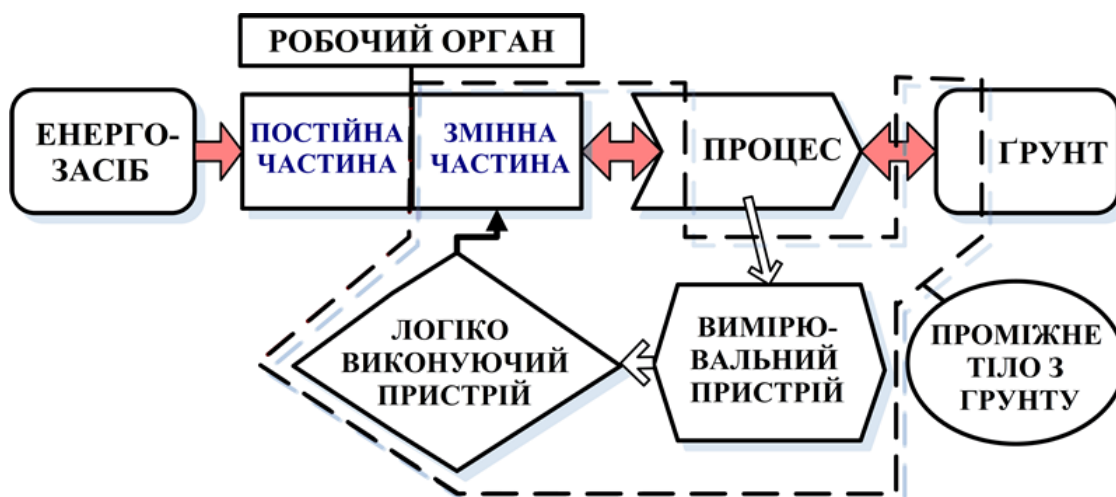 РОБОЧИЙ ОРГАН
ЕНЕРГО-
ЗАСІБ
ПОСТІЙНА
ЧАСТИНА
ЗМІННА
ЧАСТИНА
ПРОЦЕС
ҐРУНТ
ЛОГІКО
ВИКОНУЮЧИЙ
ПРИСТРІЙ
ВИМІРЮ-
ВАЛЬНИЙ
ПРИСТРІЙ
ПРОМІЖНЕ
ТІЛО З
ГРУНТУ